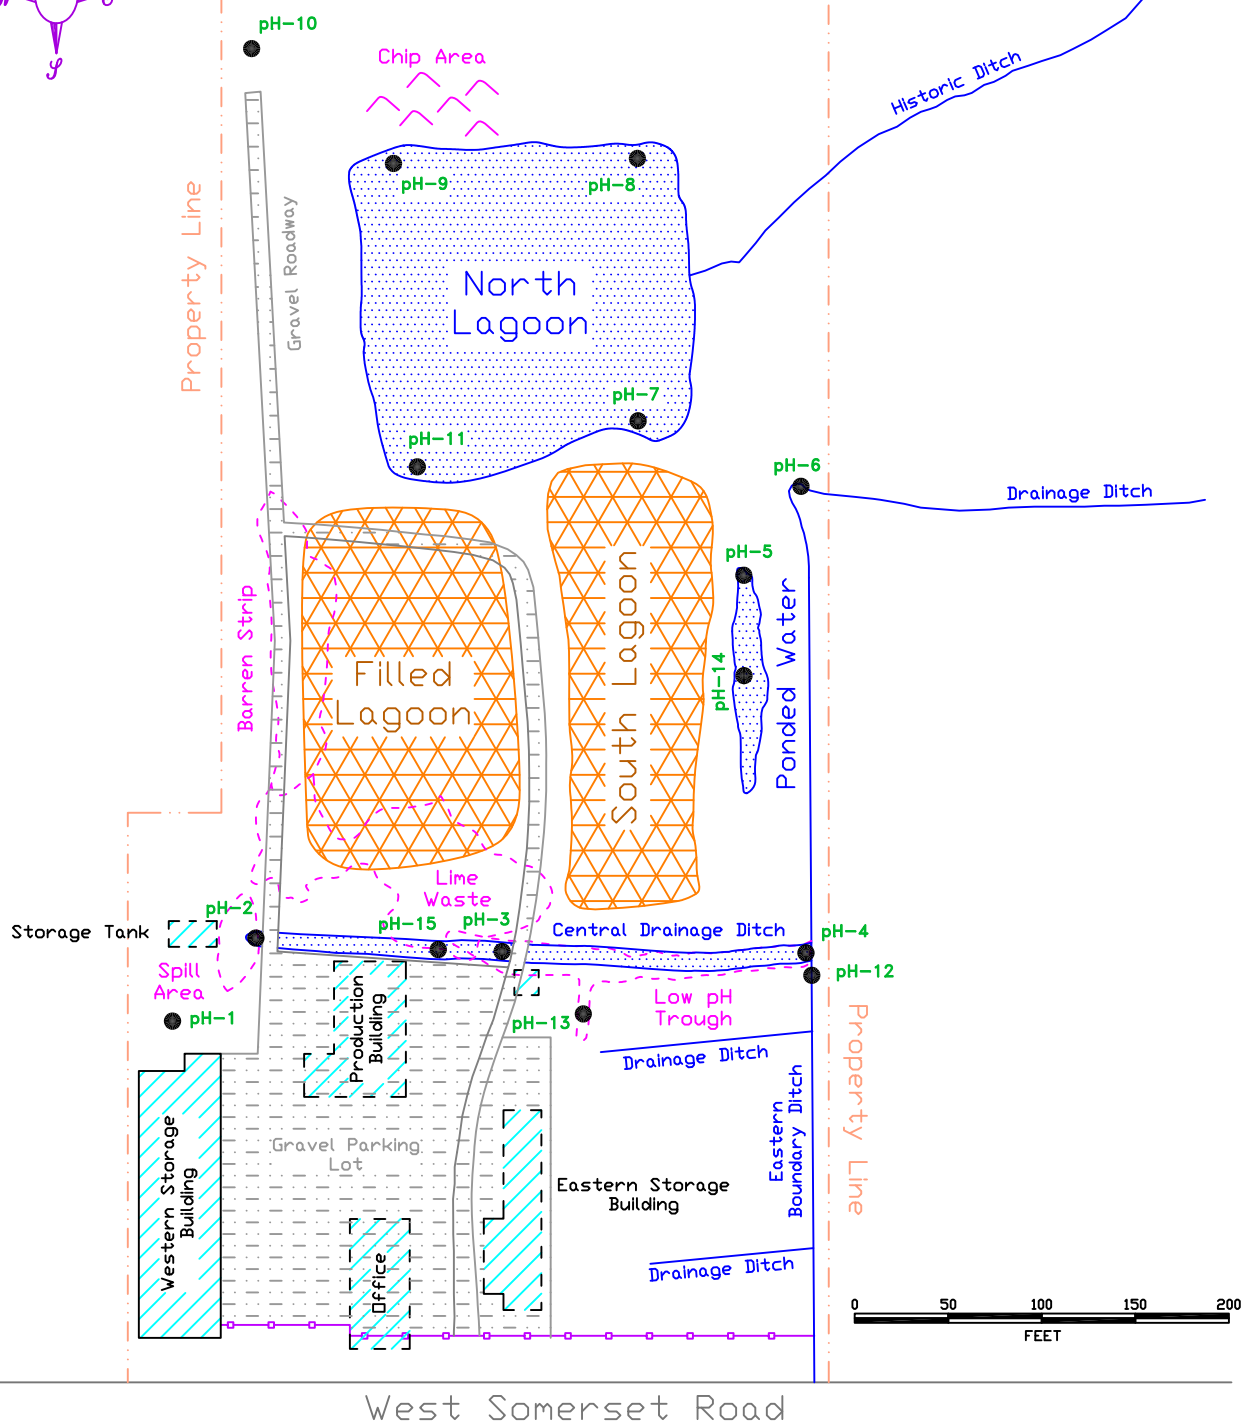 S
pH-10
Chip Area
Historic Ditch
pH-9
pH-8
Property Line
Gravel Roadway
North
Lagoon
pH-7
pH-11
pH-6
Drainage Ditch
pH-5
Barren Strip
South Lagoon
Ponded Water
pH-14
Filled
Lagoon
Lime
Waste
pH-2
pH-15
pH-3
Storage Tank
Central Drainage Ditch
pH-4
pH-12
Spill
Area
Low pH
Trough
pH-1
pH-13
Production
Building
Drainage Ditch
Property Line
Eastern
Boundary Ditch
Gravel Parking
Lot
Western Storage
Building
Eastern Storage
Building
Office
Drainage Ditch
0 50 100 150 200
FEET
West Somerset Road